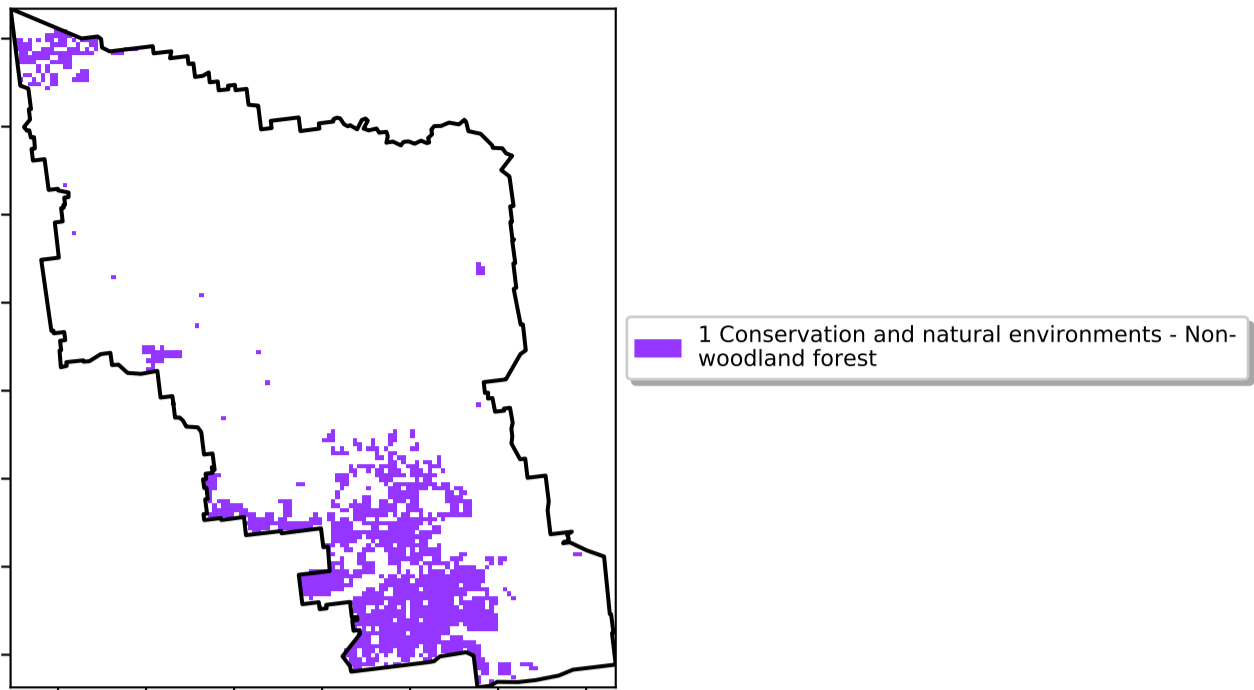 1 Conservation and natural environments - Non-
woodland forest